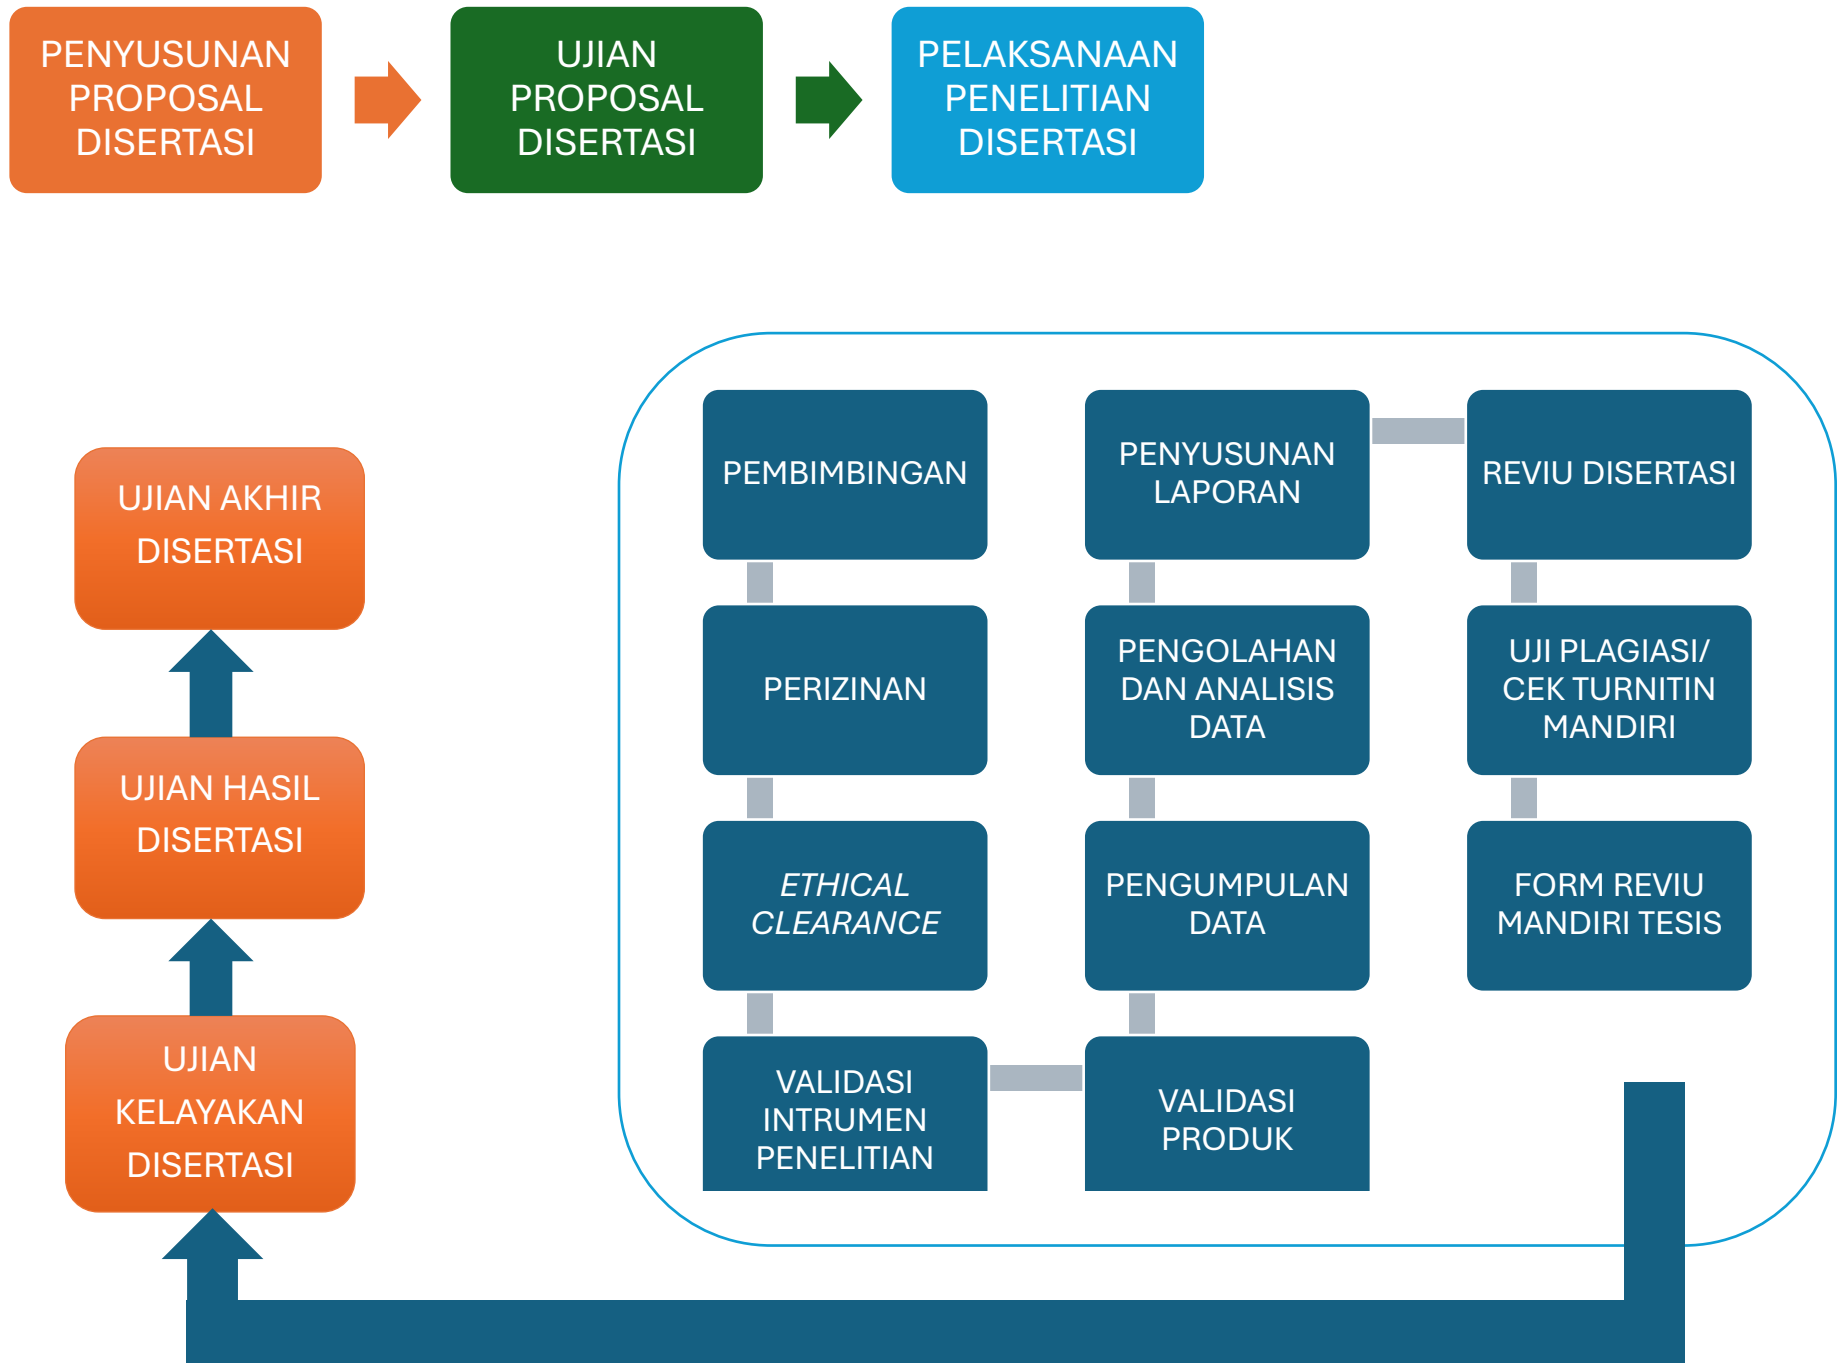 PENYUSUNAN
PROPOSAL
DISERTASI
UJIAN
PROPOSAL
DISERTASI
PELAKSANAAN
PENELITIAN
DISERTASI
PEMBIMBINGAN
PERIZINAN
ETHICAL
CLEARANCE
VALIDASI
INTRUMEN
PENELITIAN
VALIDASI
PRODUK
PENGUMPULAN
DATA
PENGOLAHAN
DAN ANALISIS
DATA
PENYUSUNAN
LAPORAN
REVIU DISERTASI
UJI PLAGIASI/
CEK TURNITIN
MANDIRI
FORM REVIU
MANDIRI TESIS
UJIAN
KELAYAKAN
DISERTASI
UJIAN HASIL
DISERTASI
UJIAN AKHIR
DISERTASI